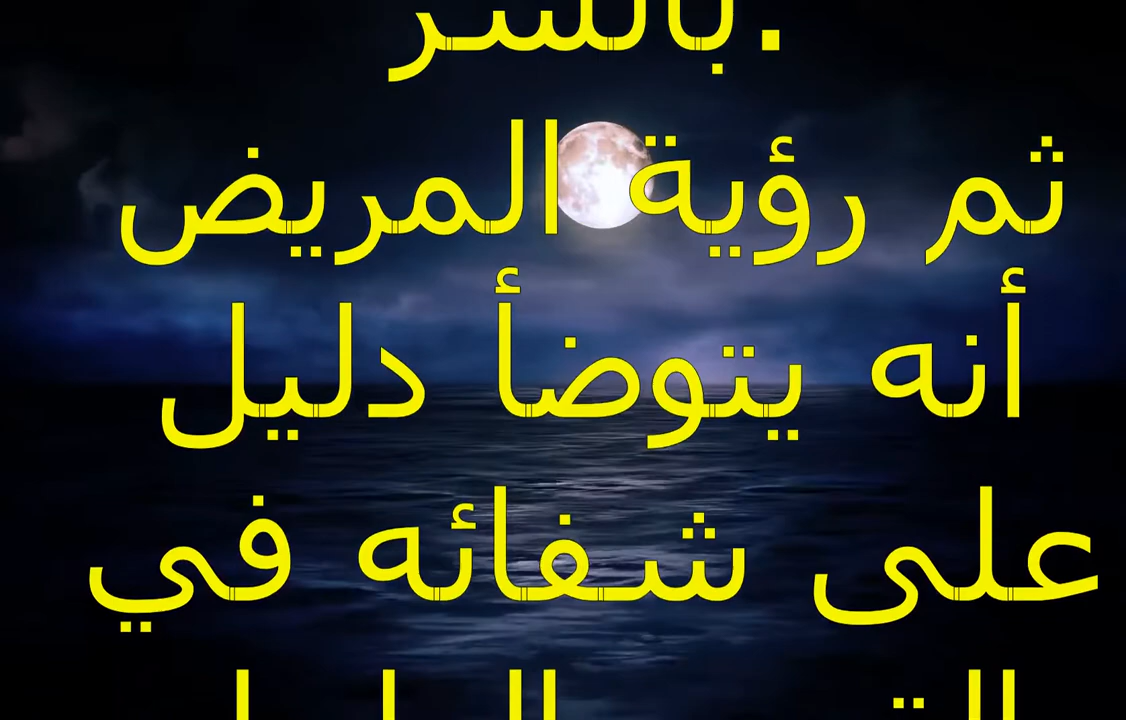 ثم رؤية المريض
أنه يتوضأ دليل
على شفائه في